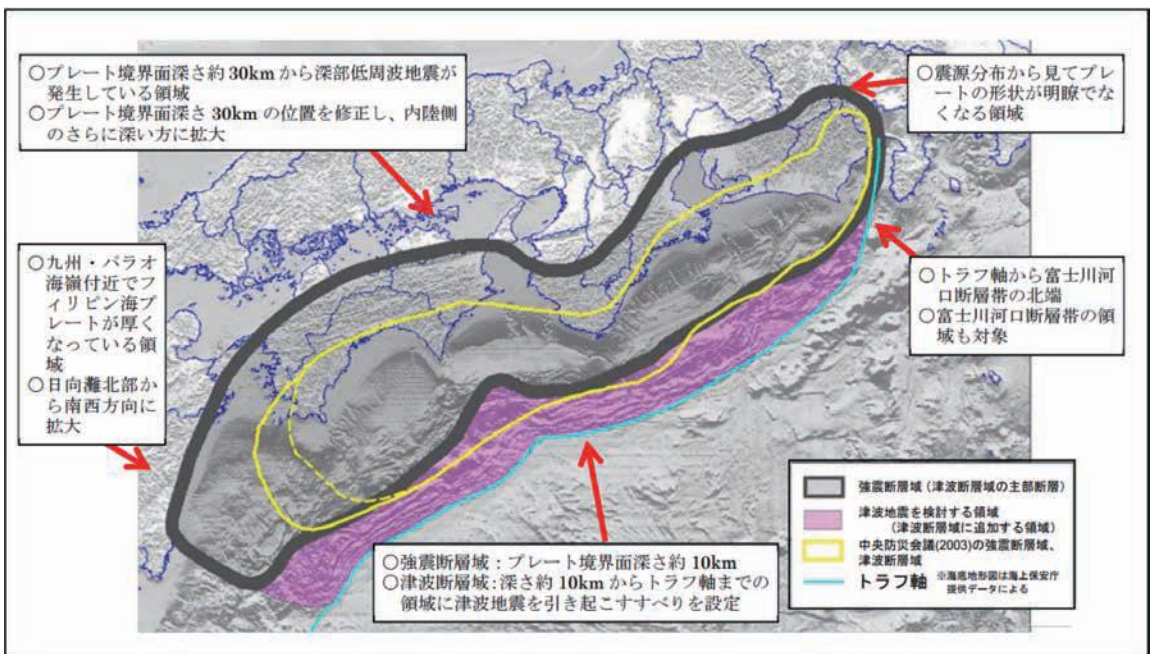 ○プレート境界面深さ約30kmから深部低周波地震が
発生している領域
○プレート境界面深さ30kmの位置を修正し、内陸側
のさらに深い方に拡大
○震源分布から見てプレ
ートの形状が明瞭でな
くなる領域
○九州・パラオ
海嶺付近でフ
ィリピン海プ
レートが厚く
なっている領
域
○日向灘北部か
ら南西方向に
拡大
○トラフ軸から富士川河
口断層帯の北端
○富士川河口断層帯の領
域も対象
○強震断層域：プレート境界面深さ約10km
○津波断層域：深さ約10kmからトラフ軸までの
領域に津波地震を引き起こすすべりを設定
強震断層域（津波断層域の主部断層）
津波地震を検討する領域
（津波断層域に追加する領域）
中央防災会議(2003)の強震断層域、
津波断層域
トラフ軸
※海底地形図は海上保安庁
提供データによる